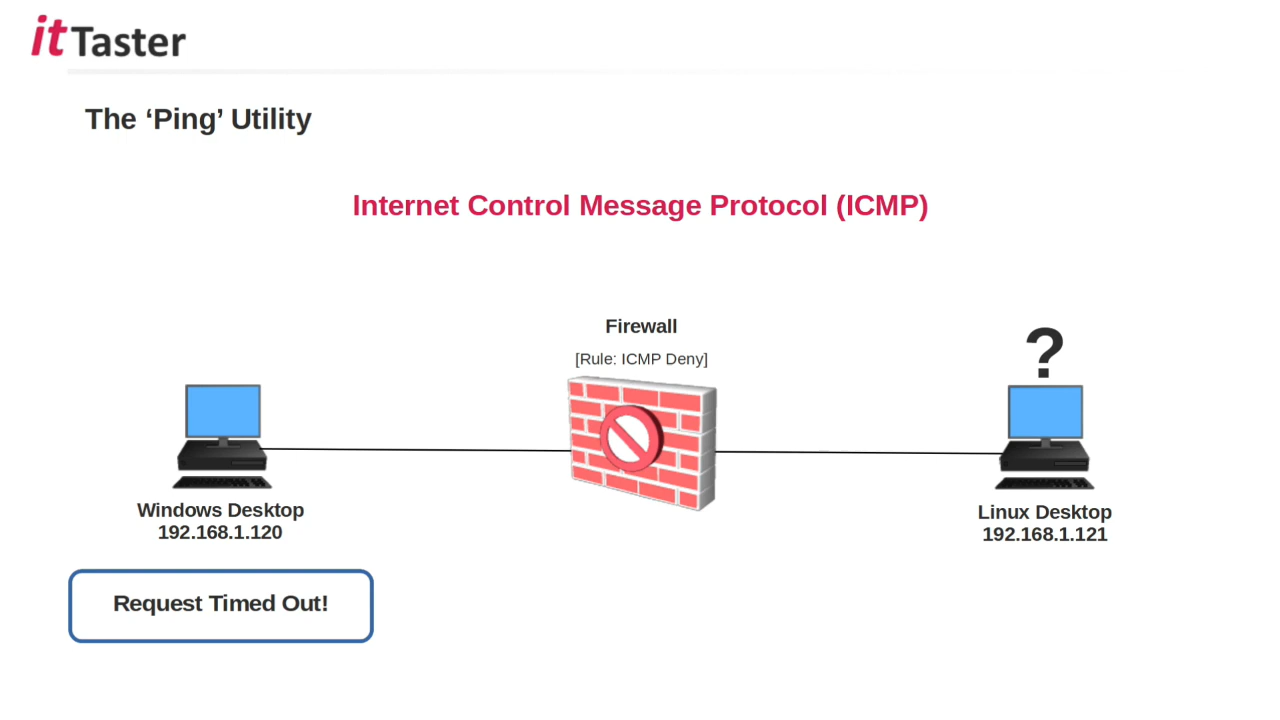 itTaster
The ‘Ping’ Utility
Internet Control Message Protocol (ICMP)
Firewall
[Rule: ICMP Deny]
?
Windows Desktop
192.168.1.120
Linux Desktop
192.168.1.121
Request Timed Out!